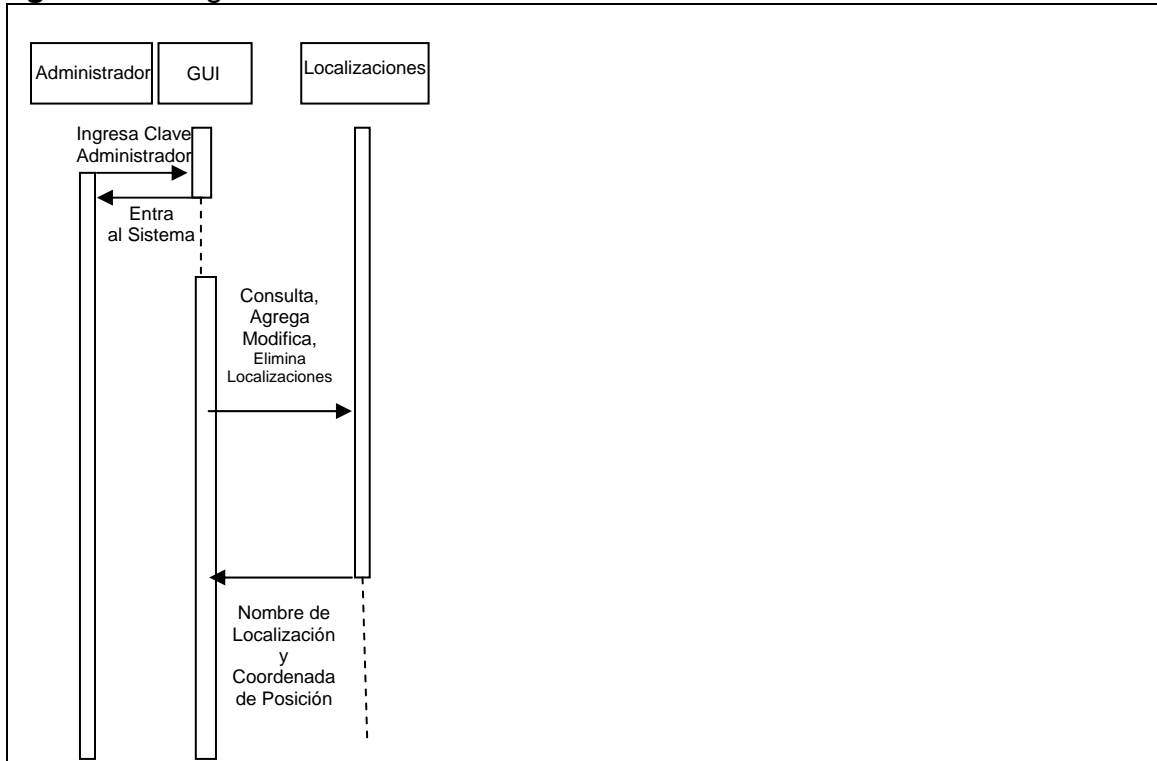 Administrador
GUI
Localizaciones
Ingresa Clave
Administrador
Entra
al Sistema
Consulta,
Agrega
Modifica,
Elimina
Localizaciones
Nombre de
Localización
y
Coordenada
de Posición